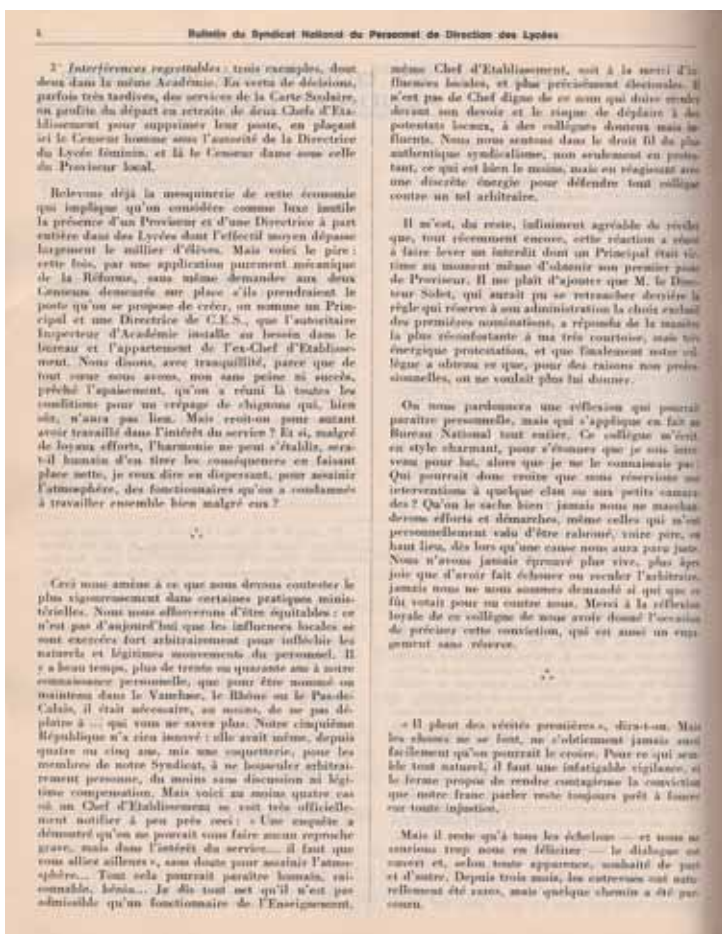 Bulletin du Syndicat National du Personnel de Direction des Lycées
2° Interférences regrettables : trois exemples, dont
deux dans la même Académie. En vertu de décisions,
parfois très tardives, des services de la Carte Scolaire,
on profite du départ en retraite de deux Chefs d'Eta-
blissement pour supprimer leur poste, en plaçant
ici le Censeur homme sous l'autorité de la Directrice
du Lycée féminin, et là le Censeur dame sous celle
du Proviseur local.
Relevons déjà la mesquinerie de cette économie
qui implique qu'on considère comme luxe inutile
la présence d'un Proviseur et d'une Directrice à part
entière dans des Lycées dont l'effectif moyen dépasse
largement le millier d'élèves. Mais voici le pire :
cette fois, par une application purement mécanique
de la Réforme, sans même demander aux deux
Censeurs demeurés sur place s'ils prendraient le
poste qu'on se propose de créer, on nomme un Prin-
cipal et une Directrice de C.E.S., que l'autoritaire
Inspecteur d'Académie installe au besoin dans le
bureau et l'appartement de l'ex-Chef d'Etablisse-
ment. Nous disons, avec tranquillité, parce que de
tout cœur nous avons, non sans peine ni succès,
prêché l'apaisement, qu'on a réuni là toutes les
conditions pour un crêpage de chignons qui, bien
sûr, n'aura pas lieu. Mais croit-on pour autant
avoir travaillé dans l'intérêt du service ? Et si, malgré
de loyaux efforts, l'harmonie ne peut s'établir, sera-
t-il humain d'en tirer les conséquences en faisant
place nette, je veux dire en dispersant, pour assainir
l'atmosphère, des fonctionnaires qu'on a condamnés
à travailler ensemble bien malgré eux ?
Ceci nous amène à ce que nous devons contester le
plus vigoureusement dans certaines pratiques minis-
térielles. Nous nous efforcerons d'être équitables : ce
n'est pas d'aujourd'hui que les influences locales se
sont exercées fort arbitrairement pour infléchir les
naturels et légitimes mouvements du personnel. Il
y a beau temps, plus de trente ou quarante ans à notre
connaissance personnelle, que pour être nommé ou
maintenu dans le Vaucluse, le Rhône ou le Pas-de-
Calais, il était nécessaire, au moins, de ne pas dé-
plaire à ... qui vous ne savez plus. Notre cinquième
République n'a rien innové : elle avait même, depuis
quatre ou cinq ans, mis une coquetterie, pour les
membres de notre Syndicat, à ne bousculer arbitrai-
rement personne, du moins sans discussion ni légi-
time compensation. Mais voici au moins quatre cas
où un Chef d'Etablissement se voit très officielle-
ment notifier à peu près ceci : « Une enquête a
démontré qu'on ne pouvait vous faire aucun reproche
grave, mais dans l'intérêt du service... il faut que
vous alliez ailleurs », sans doute pour assainir l'atmo-
sphère... Tout cela pourrait paraître humain, rai-
sonnable, bénin... Je dis tout net qu'il n'est pas
admissible qu'un fonctionnaire de l'Enseignement,
même Chef d'Etablissement, soit à la merci d'in-
fluences locales, et plus précisément électorales. Il
n'est pas de Chef digne de ce nom qui doive reculer
devant son devoir et le risque de déplaire à des
potentats locaux, à des collègues douteux mais in-
fluents. Nous nous sentons dans le droit fil du plus
authentique syndicalisme, non seulement en protes-
tant, ce qui est bien le moins, mais en réagissant avec
une discrète énergie pour défendre tout collègue
contre un tel arbitraire.
Il m'est, du reste, infiniment agréable de révéler
que, tout récemment encore, cette réaction a réussi
à faire lever un interdit dont un Principal était vic-
time au moment même d'obtenir son premier poste
de Proviseur. Il me plaît d'ajouter que M. le Direc-
teur Sidet, qui aurait pu se retrancher derrière la
règle qui réserve à son administration le choix exclusif
des premières nominations, a répondu de la manière
la plus réconfortante à ma très courtoise, mais très
énergique protestation, et que finalement notre col-
lègue a obtenu ce que, pour des raisons non profes-
sionnelles, on ne voulait plus lui donner.
On nous pardonnera une réflexion qui pourrait
paraître personnelle, mais qui s'applique en fait au
Bureau National tout entier. Ce collègue m'écrit,
en style charmant, pour s'étonner que je sois inter-
venu pour lui, alors que je ne le connaissais pas.
Qui pourrait donc croire que nous réservions nos
interventions à quelque clan ou aux petits camara-
des ? Qu'on le sache bien : jamais nous ne marchan-
derons efforts et démarches, même celles qui m'ont
personnellement valu d'être rabroué, voire pire, en
haut lieu, dès lors qu'une cause nous aura paru juste.
Nous n'avons jamais éprouvé plus vive, plus âpre
joie que d'avoir fait échouer ou reculer l'arbitraire,
jamais nous ne nous sommes demandé si qui que ce
fût votait pour ou contre nous. Merci à la réflexion
loyale de ce collègue de nous avoir donné l'occasion
de préciser cette conviction, qui est aussi un enga-
gement sans réserve.
« Il pleut des vérités premières », dira-t-on. Mais
les choses ne se font, ne s'obtiennent jamais aussi
facilement qu'on pourrait le croire. Pour ce qui sem-
ble tout naturel, il faut une infatigable vigilance, et
le ferme propos de rendre contagieuse la conviction
que notre franc parler reste toujours prêt à foncer
sur toute injustice.
Mais il reste qu'à tous les échelons — et nous ne
saurions trop nous en féliciter — le dialogue est
ouvert et, selon toute apparence, souhaité de part
et d'autre. Depuis trois mois, les entrevues ont natu-
rellement été rares, mais quelque chemin a été par-
couru.